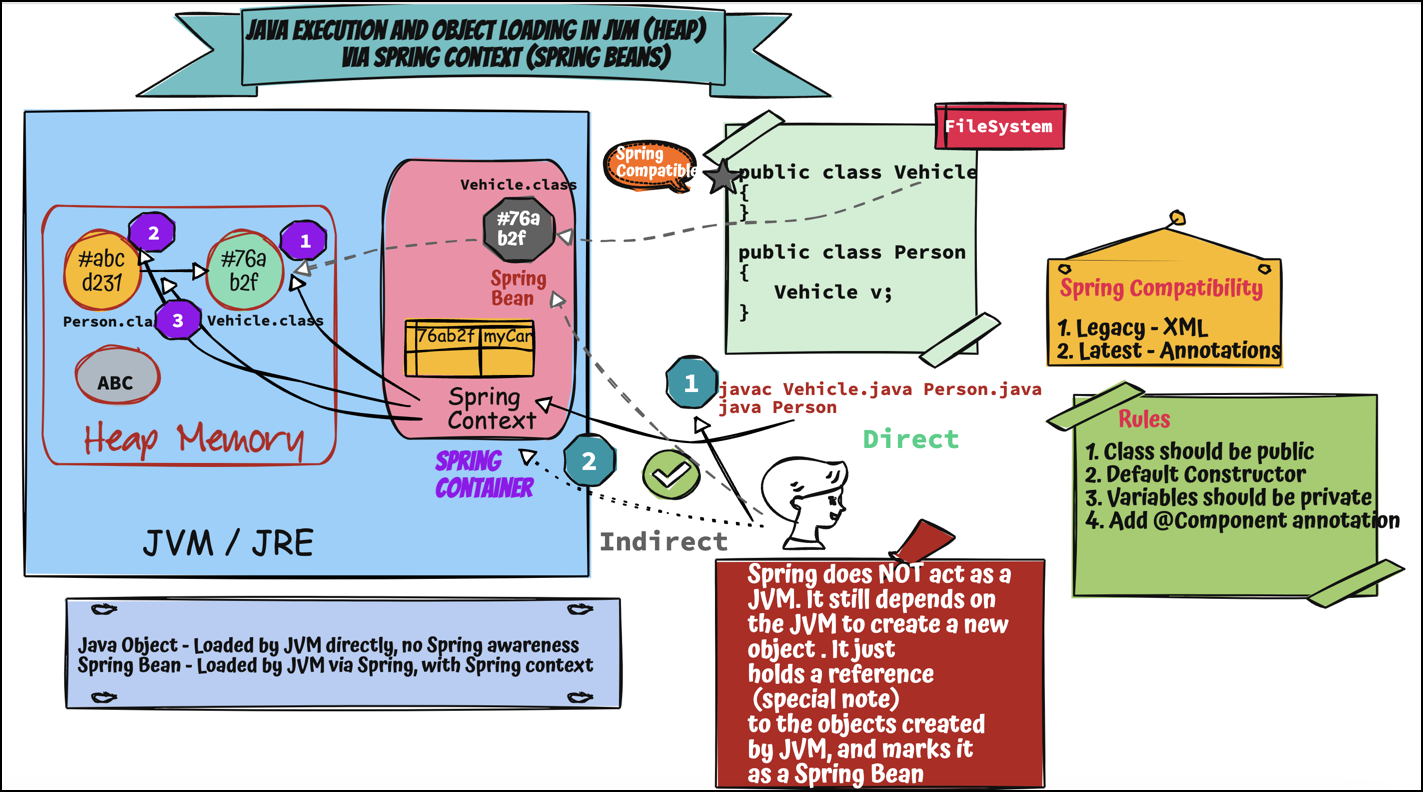 JAVA EXECUTION AND OBJECT LOADING IN JVM (HEAP)
VIA SPRING CONTEXT (SPRING BEANS)
FileSystem
Spring
Compatible
public class Vehicle
{
}
public class Person
{
Vehicle v;
}
Vehicle.class
#76a
b2f
Spring
Bean
76ab2f myCar
Spring
Context
SPRING
CONTAINER
2
1
#abc
d231
#76a
b2f
Person.cla
3
Vehicle.class
ABC
Heap Memory
JVM / JRE
1
javac Vehicle.java Person.java
java Person
Direct
2
Indirect
Spring Compatibility
1. Legacy - XML
2. Latest - Annotations
Rules
1. Class should be public
2. Default Constructor
3. Variables should be private
4. Add @Component annotation
Java Object - Loaded by JVM directly, no Spring awareness
Spring Bean - Loaded by JVM via Spring, with Spring context
Spring does NOT act as a
JVM. It still depends on
the JVM to create a new
object . It just
holds a reference
(special note)
to the objects created
by JVM, and marks it
as a Spring Bean